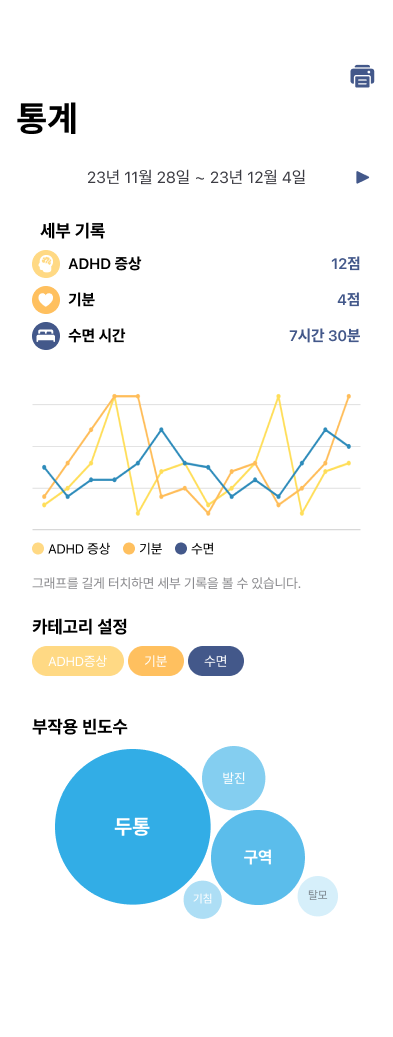 통계
23년 11월 28일 ~ 23년 12월 4일
세부 기록
ADHD 증상 12점
기분 4점
수면 시간 7시간 30분
ADHD 증상 기분 수면
그래프를 길게 터치하면 세부 기록을 볼 수 있습니다.
카테고리 설정
ADHD증상 기분 수면
부작용 빈도수
발진
두통
구역
기침
탈모